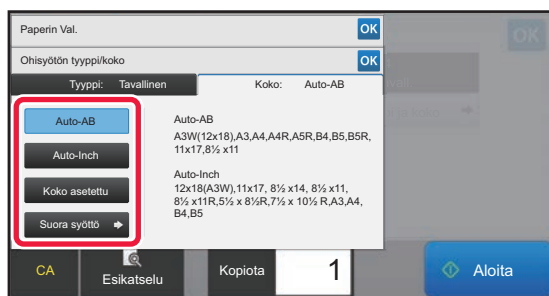 Paperin Val.
OK
OK
Ohisyötön tyyppi/koko
OK
Tyyppi: Tavallinen
Koko: Auto-AB
Auto-AB
Auto-Inch
Koko asetettu
Suora syöttö
Auto-AB
A3W(12x18),A3,A4,A4R,A5R,B4,B5,B5R,
11x17,8½ x11
Auto-Inch
12x18(A3W),11x17, 8½ x14, 8½ x11,
8½ x11R,5½ x 8½R,7½ x 10½ R,A3,A4,
B4,B5
CA
Esikatselu
Kopiota
1
Aloita